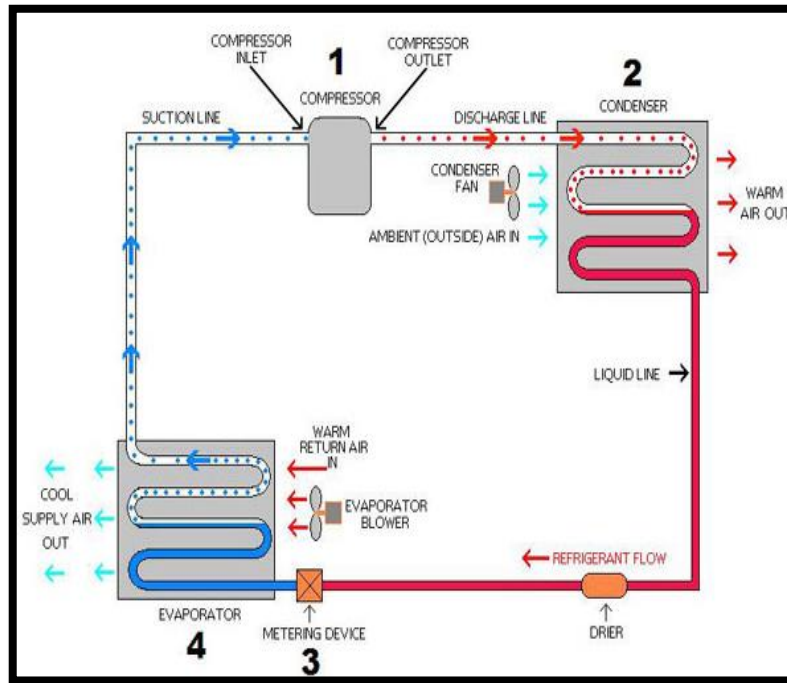 COMPRESSOR
INLET
1
COMPRESSOR
OUTLET
2
COMPRESSOR
CONDENSER
SUCTION LINE
DISCHARGE LINE
CONDENSER
FAN
WARM
AIR OUT
AMBIENT (OUTSIDE) AIR IN
LIQUID LINE
WARM
RETURN AIR
IN
COOL
SUPPLY AIR
OUT
EVAPORATOR
BLOWER
REFRIGERANT FLOW
EVAPORATOR
4
METERING DEVICE
3
DRIER